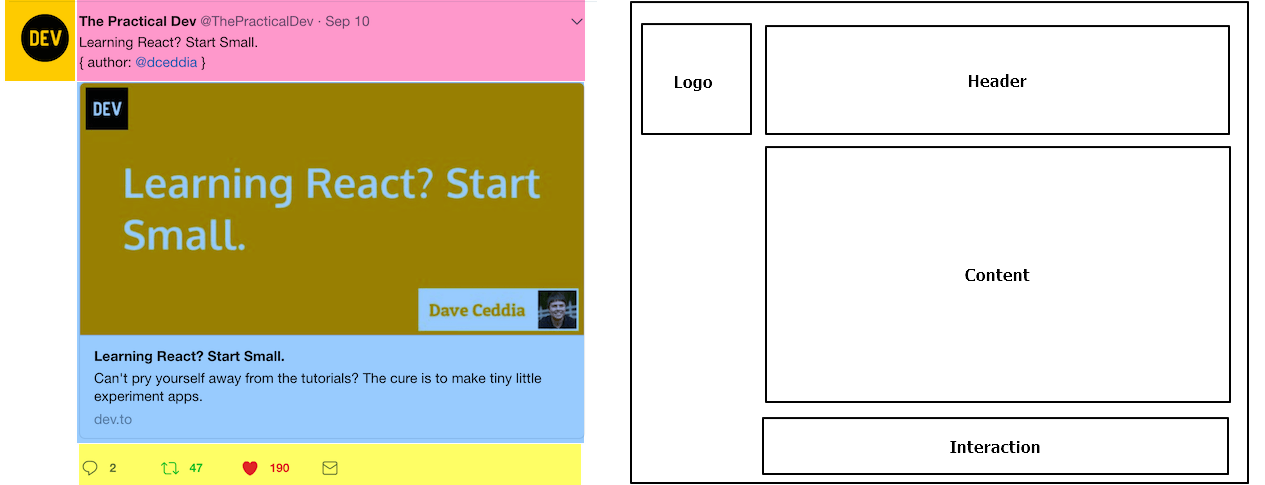 DEV
The Practical Dev @ThePracticalDev · Sep 10
Learning React? Start Small.
{ author: @dceddia }
DEV
Learning React? Start
Small.
Dave Ceddia
Learning React? Start Small.
Can't pry yourself away from the tutorials? The cure is to make tiny little
experiment apps.
dev.to
2 47 190
Logo
Header
Content
Interaction